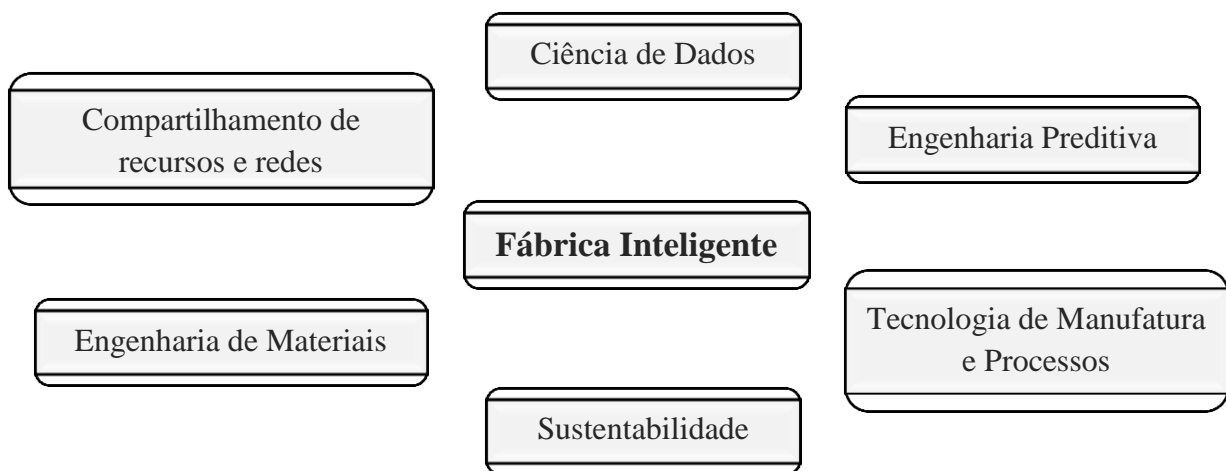 Ciência de Dados
Compartilhamento de
recursos e redes
Engenharia Preditiva
Fábrica Inteligente
Engenharia de Materiais
Tecnologia de Manufatura
e Processos
Sustentabilidade